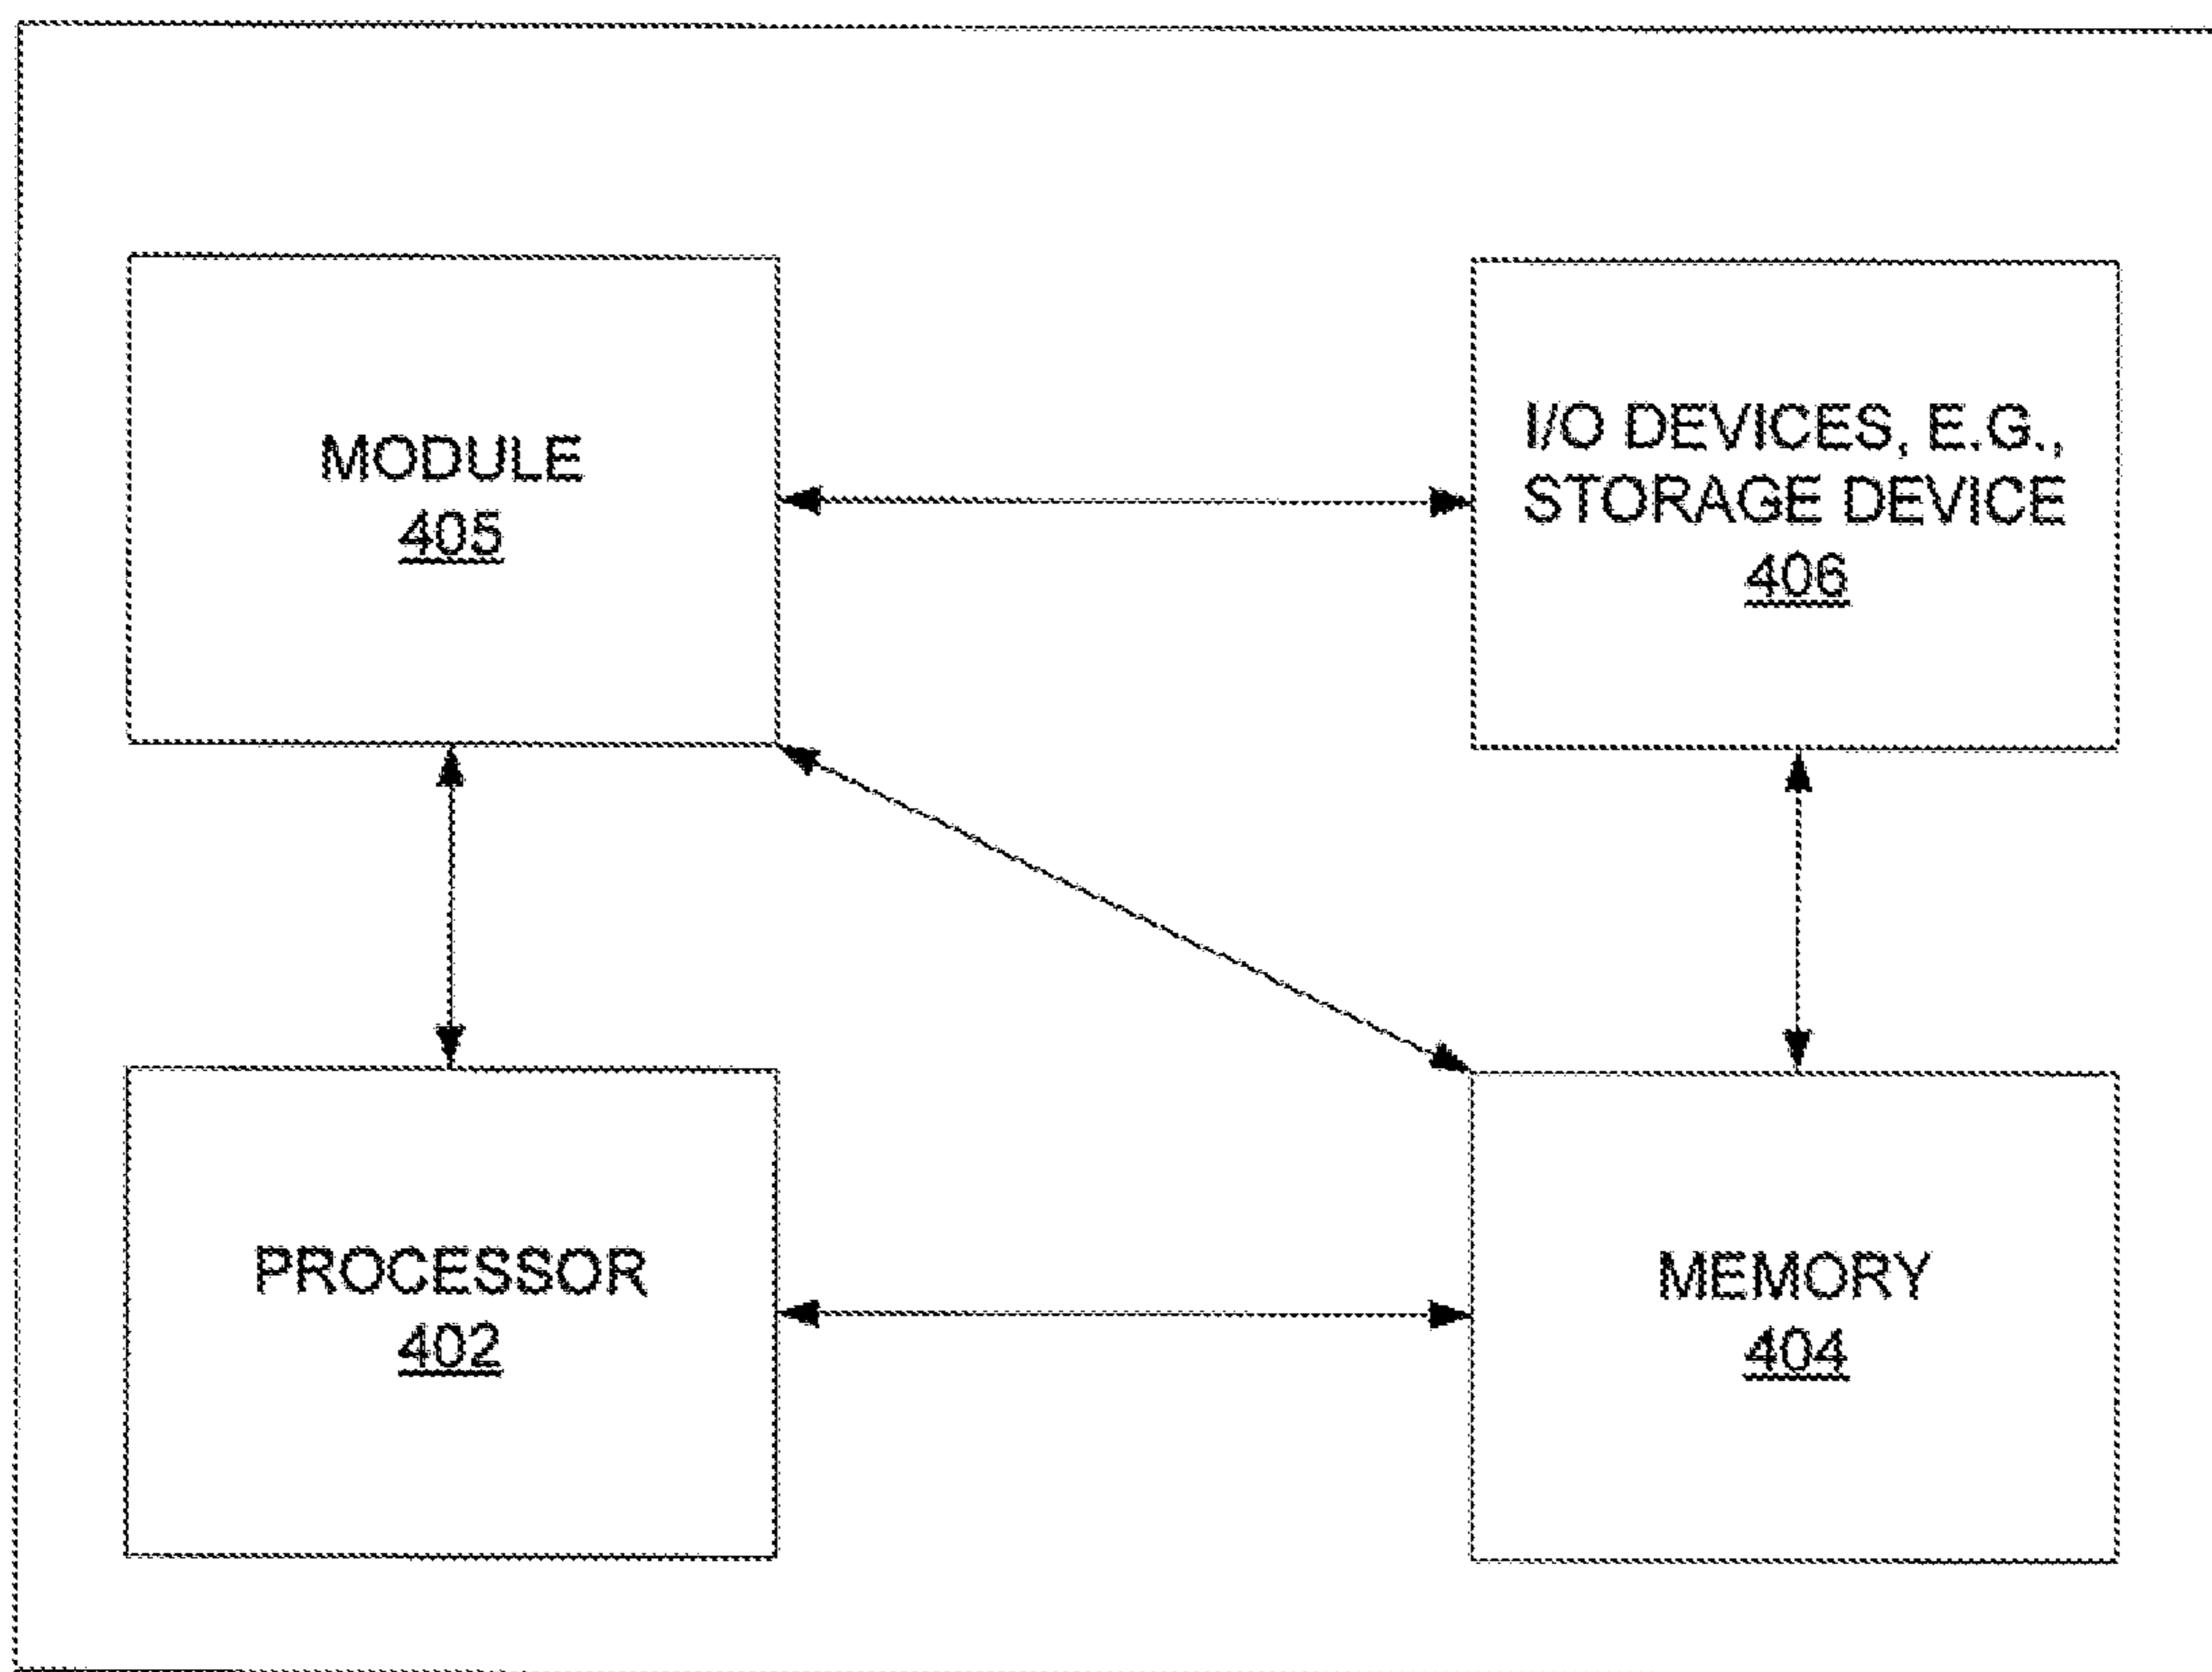 MODULE
405
I/O DEVICES, E.G.,
STORAGE DEVICE
406
PROCESSOR
402
MEMORY
404